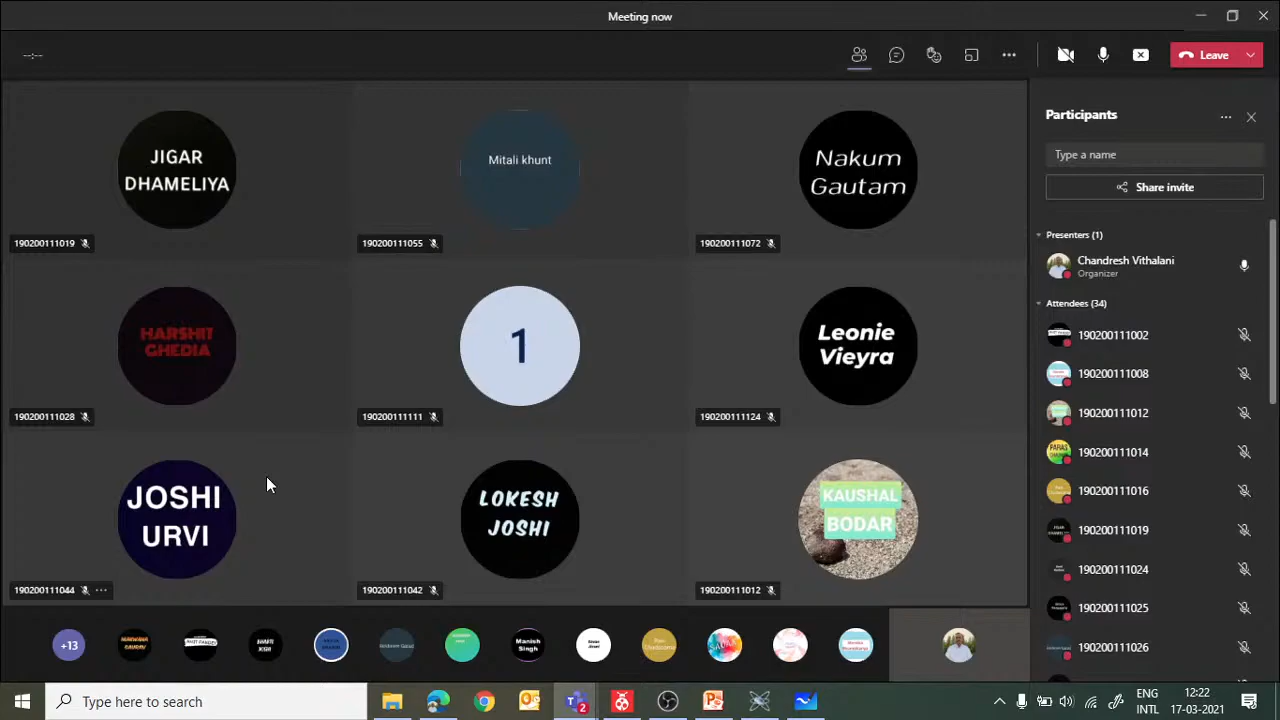 Meeting now
--:--
Leave
JIGAR
DHAMELIYA
190200111019
Mitali khunt
190200111055
Nakum
Gautam
190200111072
HARSHIT
GHEDIA
190200111028
1
190200111111
Leonie
Vieyra
190200111124
JOSHI
URVI
190200111044
LOKESH
JOSHI
190200111042
KAUSHAL
BODAR
190200111012
+13
Manish
Singh
Participants
Type a name
Share invite
Presenters (1)
Chandresh Vithalani
Organizer
Attendees (34)
190200111002
190200111008
190200111012
190200111014
190200111016
190200111019
190200111024
190200111025
190200111026
Type here to search
2
ENG
INTL
12:22
17-03-2021